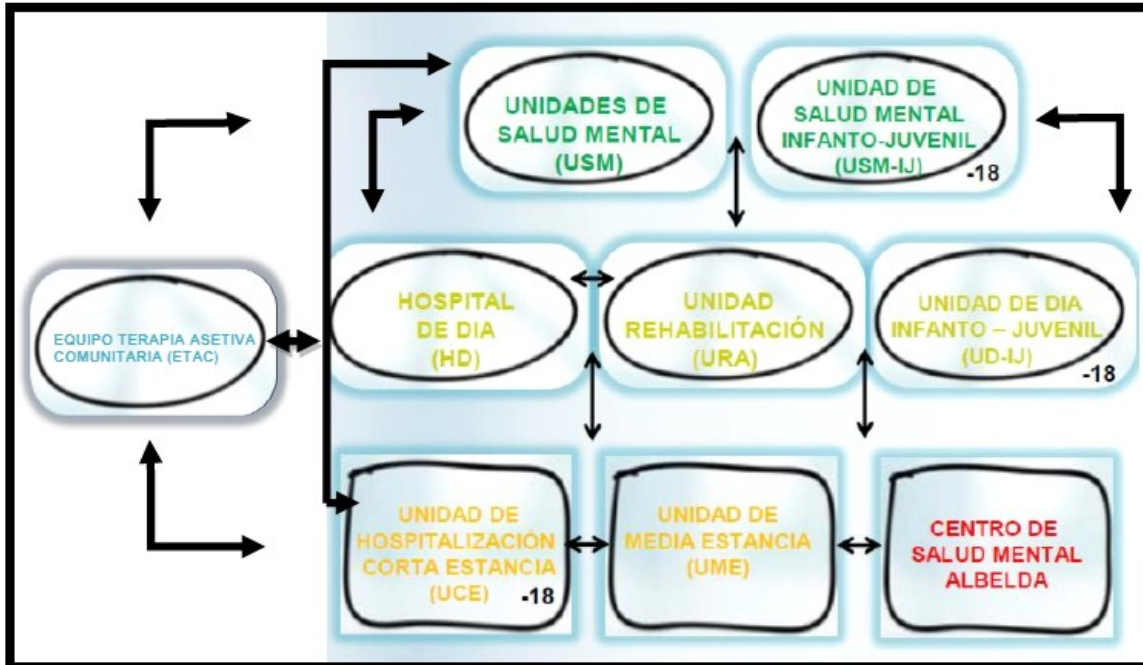 UNIDADES DE
SALUD MENTAL
(USM)
UNIDAD DE
SALUD MENTAL
INFANTO-JUVENIL
(USM-IJ)
-18
EQUIPO TERAPIA ASETIVA
COMUNITARIA (ETAC)
HOSPITAL
DE DIA
(HD)
UNIDAD
REHABILITACIÓN
(URA)
UNIDAD DE DIA
INFANTO – JUVENIL
(UD-IJ)
-18
UNIDAD DE
HOSPITALIZACIÓN
CORTA ESTANCIA
(UCE)
-18
UNIDAD DE
MEDIA ESTANCIA
(UME)
CENTRO DE
SALUD MENTAL
ALBELDA